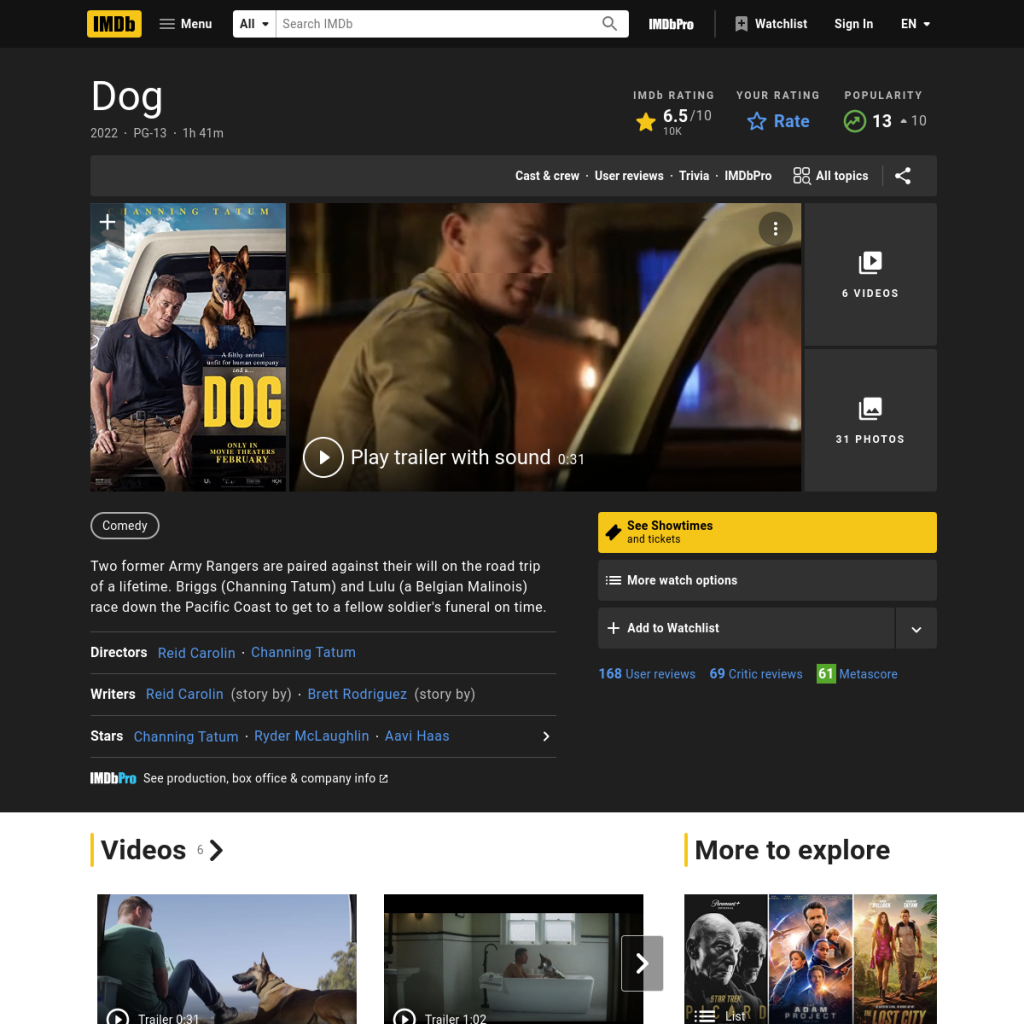 IMDb
Menu
All
Search IMDb
IMDbPro
Watchlist
Sign In
EN
Dog
2022 · PG-13 · 1h 41m
IMDb RATING
6.5/10
10K
YOUR RATING
Rate
POPULARITY
13
10
Cast & crew · User reviews · Trivia · IMDbPro
All topics
CHANNING TATUM
A filthy animal
unfit for human company
and a...
DOG
ONLY IN
MOVIE THEATERS
FEBRUARY
Play trailer with sound 0:31
6 VIDEOS
31 PHOTOS
Comedy
Two former Army Rangers are paired against their will on the road trip
of a lifetime. Briggs (Channing Tatum) and Lulu (a Belgian Malinois)
race down the Pacific Coast to get to a fellow soldier's funeral on time.
Directors Reid Carolin · Channing Tatum
Writers Reid Carolin (story by) · Brett Rodriguez (story by)
Stars Channing Tatum · Ryder McLaughlin · Aavi Haas
IMDbPro See production, box office & company info
See Showtimes
and tickets
More watch options
Add to Watchlist
168 User reviews 69 Critic reviews 61 Metascore
Videos 6
More to explore
Trailer 0:31
Trailer 1:02
Paramount+
STAR TREK
PICARD
ADAM
PROJECT
THE LOST CITY
List